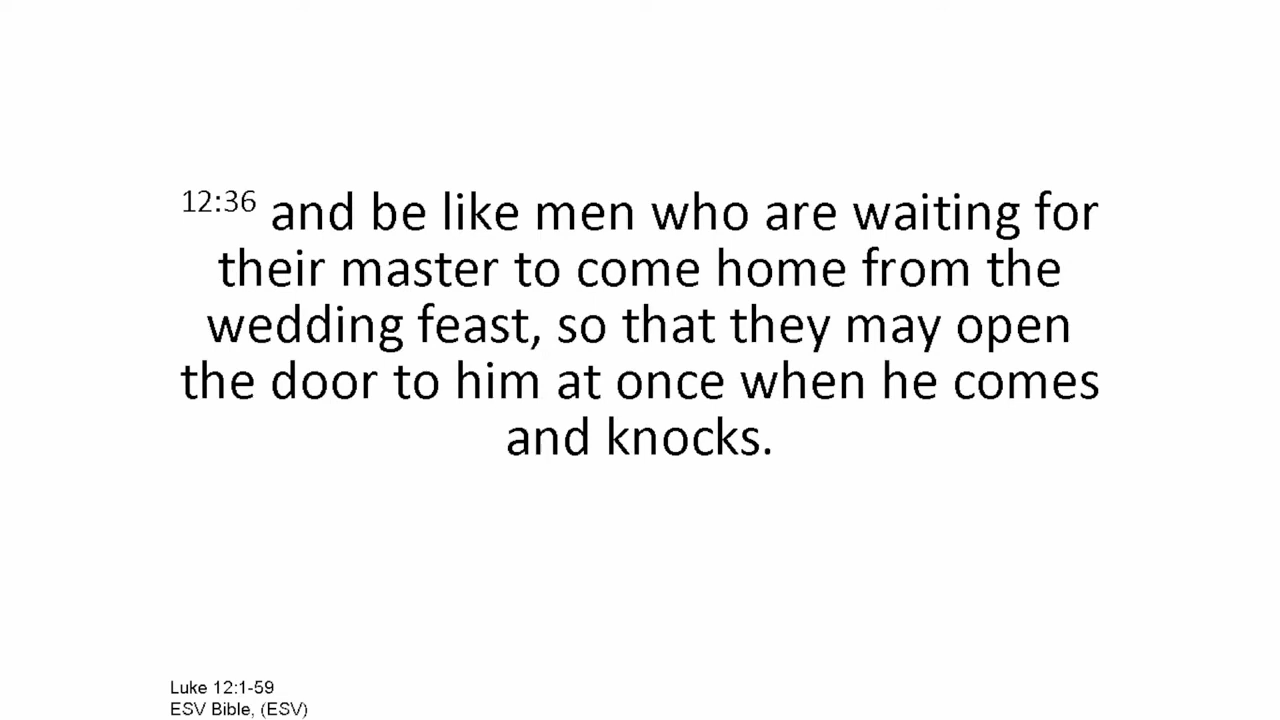 12:36 and be like men who are waiting for
their master to come home from the
wedding feast, so that they may open
the door to him at once when he comes
and knocks.
Luke 12:1-59
ESV Bible, (ESV)